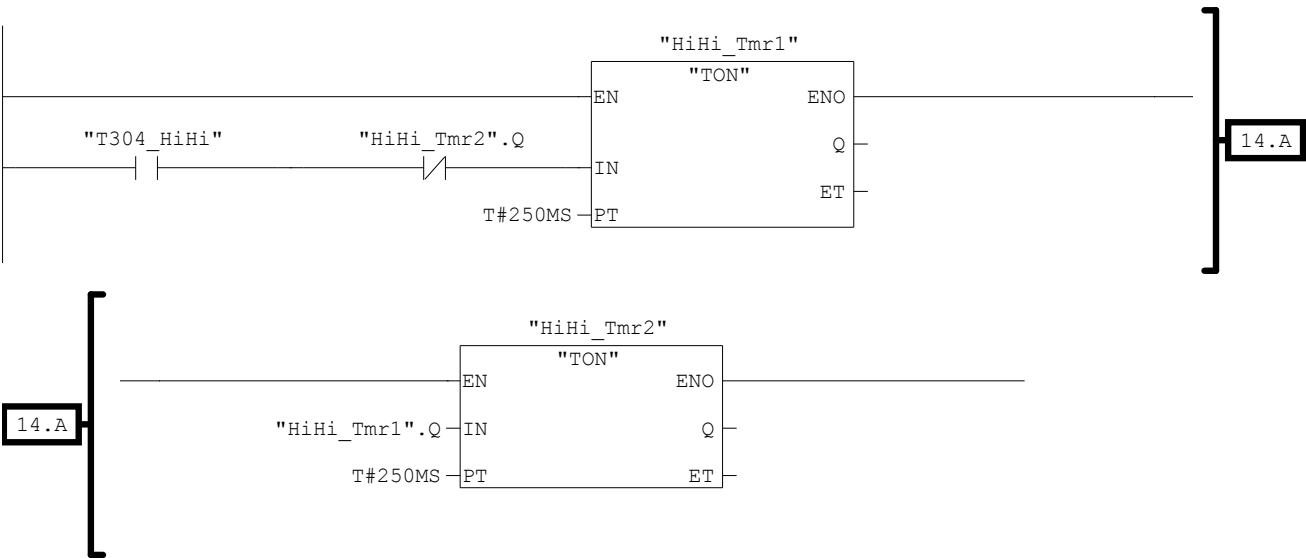 "HiHi_Tmr1"
"TON"
EN ENO
"T304_HiHi" "HiHi_Tmr2".Q
Q
IN
ET
T#250MS PT
14.A
"HiHi_Tmr2"
"TON"
EN ENO
14.A
"HiHi_Tmr1".Q IN Q
T#250MS PT ET